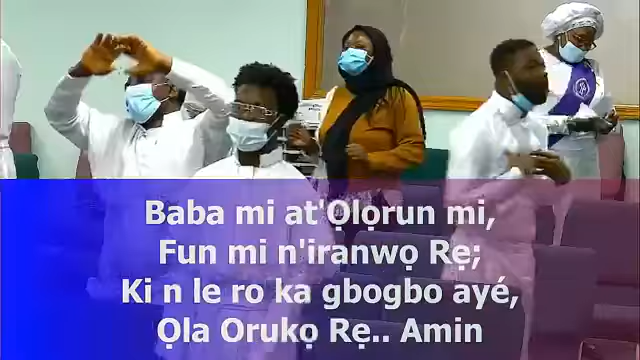 Baba mi at'Ọlọrun mi,
Fun mi n'iranwọ Rẹ;
Ki n le ro ka gbogbo ayé,
Ọla Orukọ Rẹ.. Amin